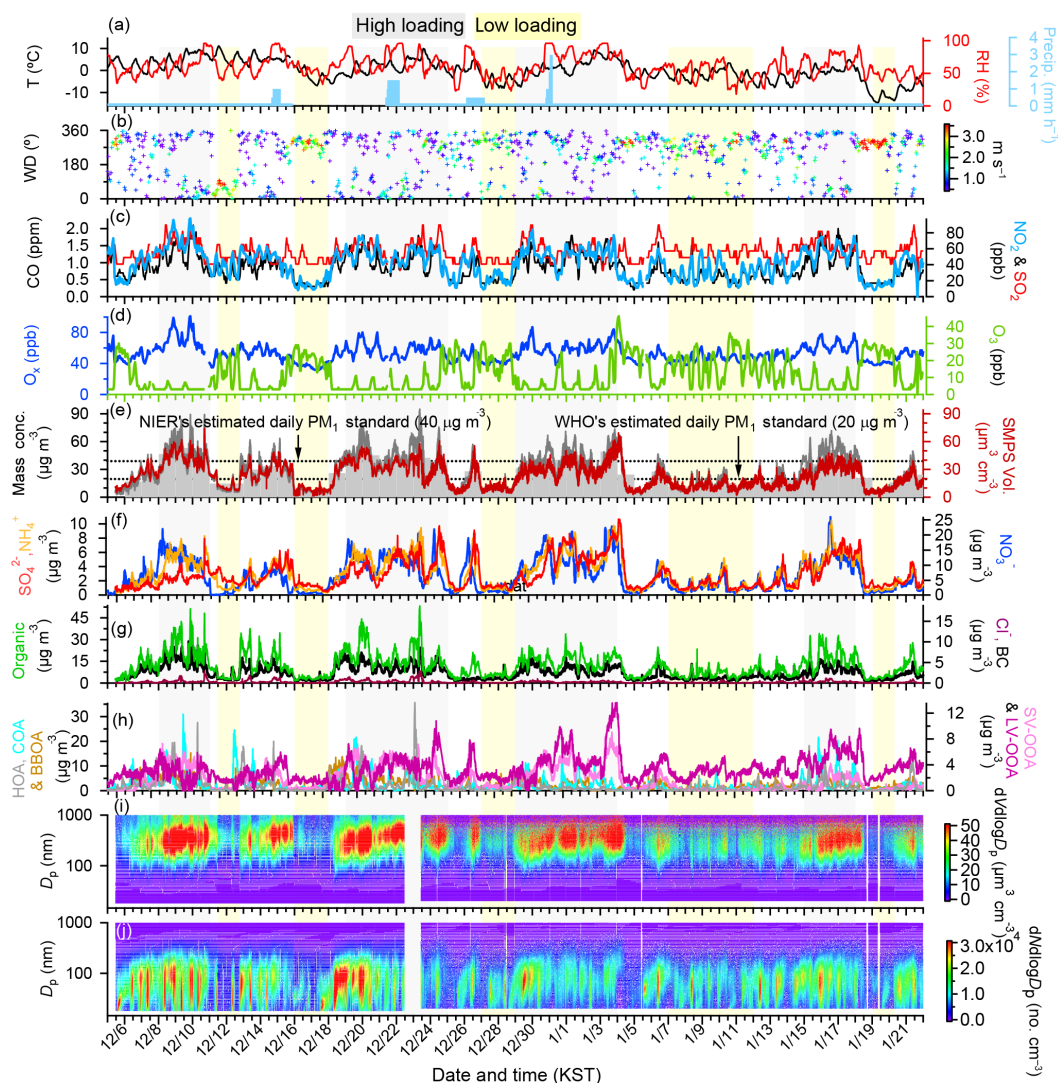 High loading Low loading
(a)
T (ºC)
10
0
-10
RH (%)
100
50
0
Precip. (mm h⁻¹)
4
3
2
1
0
(b)
WD (º)
360
180
0
3.0
2.0
1.0
m s⁻¹
(c)
CO (ppm)
2.0
1.5
1.0
0.5
0.0
80
60
40
20
0
NO₂ & SO₂
(ppb)
(d)
Oₓ (ppb)
80
40
0
40
30
20
10
0
O₃ (ppb)
(e)
NIER's estimated daily PM₁ standard (40 µg m⁻³)
WHO's estimated daily PM₁ standard (20 µg m⁻³)
Mass conc.
(µg m⁻³)
90
60
30
0
90
60
30
0
SMPS Vol.
(µm³ cm⁻³)
(f)
SO₄²⁻, NH₄⁺
(µg m⁻³)
10
8
6
4
2
0
25
20
15
10
5
0
NO₃⁻
(µg m⁻³)
(g)
Organic
(µg m⁻³)
45
30
15
0
15
10
5
0
Cl⁻, BC
(µg m⁻³)
(h)
HOA, COA
& BBOA
(µg m⁻³)
30
20
10
0
12
8
4
0
SV-OOA
& LV-OOA
(µg m⁻³)
(i)
Dₚ (nm)
1000
100
50
40
30
20
10
0
dVdlogDₚ (µm³ cm⁻³)
(j)
Dₚ (nm)
1000
100
3.0x10⁴
2.0
1.0
0.0
dNdlogDₚ (no. cm⁻³)
12/6 12/8 12/10 12/12 12/14 12/16 12/18 12/20 12/22 12/24 12/26 12/28 12/30 1/1 1/3 1/5 1/7 1/9 1/11 1/13 1/15 1/17 1/19 1/21
Date and time (KST)